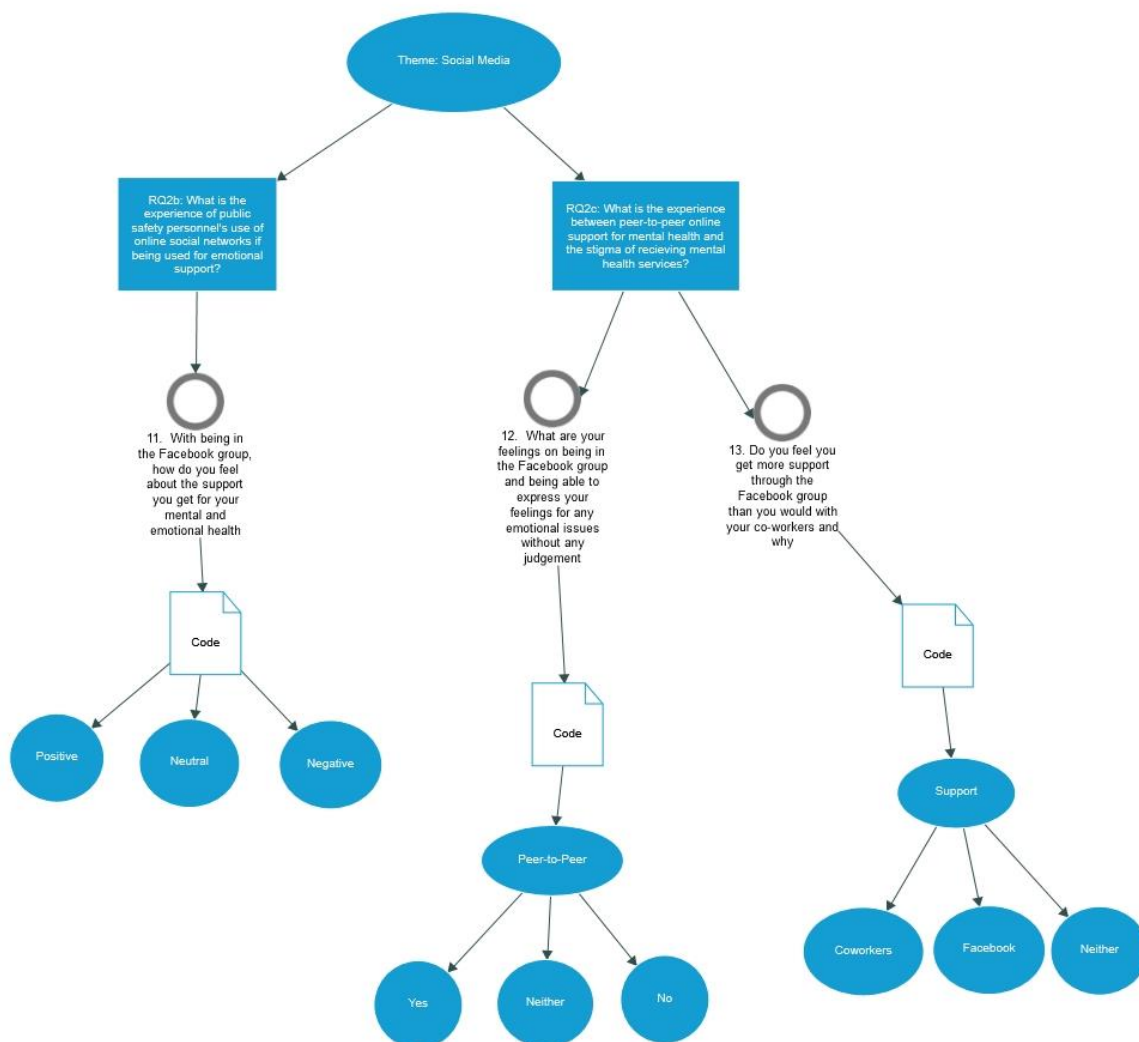 Theme: Social Media
RQ2b: What is the
experience of public
safety personnel's use of
online social networks if
being used for emotional
support?
RQ2c: What is the experience
between peer-to-peer online
support for mental health and
the stigma of recieving mental
health services?
11. With being in
the Facebook group,
how do you feel
about the support
you get for your
mental and
emotional health
12. What are your
feelings on being in
the Facebook group
and being able to
express your
feelings for any
emotional issues
without any
judgement
13. Do you feel you
get more support
through the
Facebook group
than you would with
your co-workers and
why
Code
Positive
Neutral
Negative
Code
Peer-to-Peer
Yes
Neither
No
Code
Support
Coworkers
Facebook
Neither